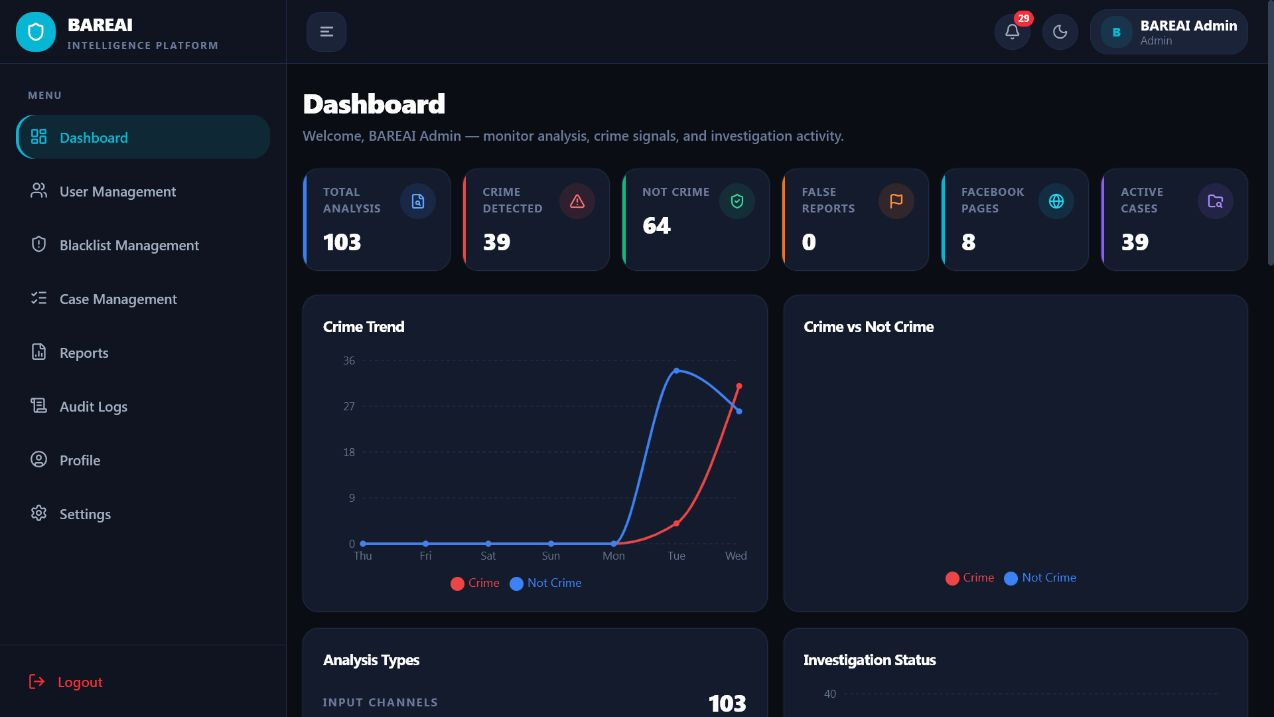 BAREAI
INTELLIGENCE PLATFORM
29
B
BAREAI Admin
Admin
MENU
Dashboard
User Management
Blacklist Management
Case Management
Reports
Audit Logs
Profile
Settings
Logout
Dashboard
Welcome, BAREAI Admin — monitor analysis, crime signals, and investigation activity.
TOTAL
ANALYSIS
103
CRIME
DETECTED
39
NOT CRIME
64
FALSE
REPORTS
0
FACEBOOK
PAGES
8
ACTIVE
CASES
39
Crime Trend
36
27
18
9
0
Thu Fri Sat Sun Mon Tue Wed
Crime Not Crime
Crime vs Not Crime
Crime Not Crime
Analysis Types
INPUT CHANNELS 103
Investigation Status
40